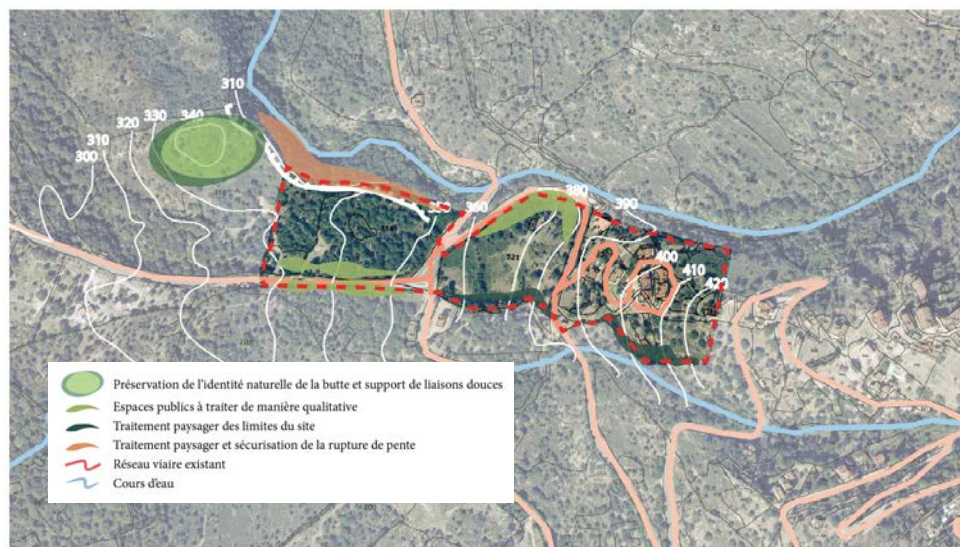 310
340
330
320
310
300
360
380
390
521
400
410
420
Préservation de l'identité naturelle de la butte et support de liaisons douces
Espaces publics à traiter de manière qualitative
Traitement paysager des limites du site
Traitement paysager et sécurisation de la rupture de pente
Réseau viaire existant
Cours d'eau